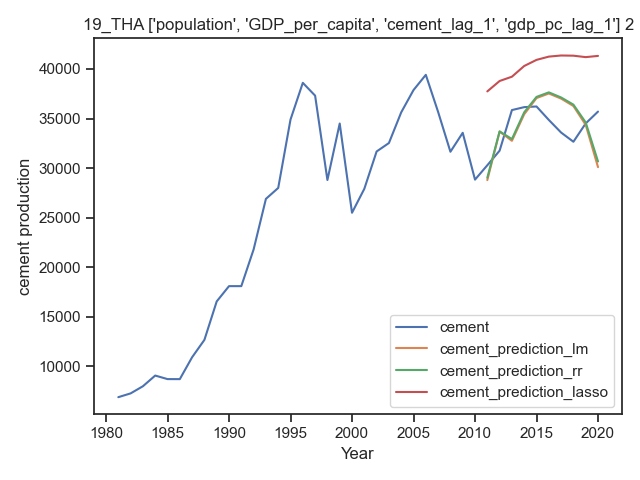 19_THA ['population', 'GDP_per_capita', 'cement_lag_1', 'gdp_pc_lag_1'] 2
40000
35000
30000
25000
20000
15000
10000
cement production
cement
cement_prediction_lm
cement_prediction_rr
cement_prediction_lasso
1980 1985 1990 1995 2000 2005 2010 2015 2020
Year